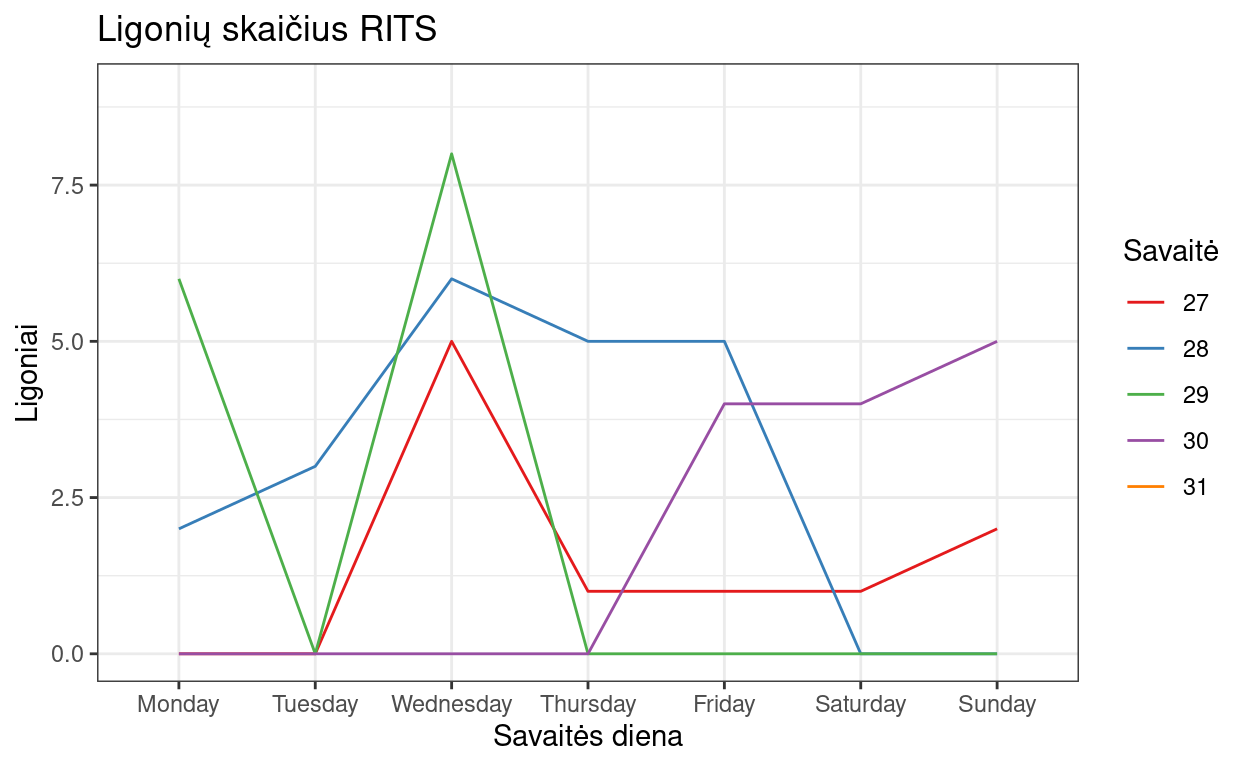 Ligonių skaičius RITS
Ligoniai
7.5
5.0
2.5
0.0
Monday Tuesday Wednesday Thursday Friday Saturday Sunday
Savaitės diena
Savaitė
27
28
29
30
31